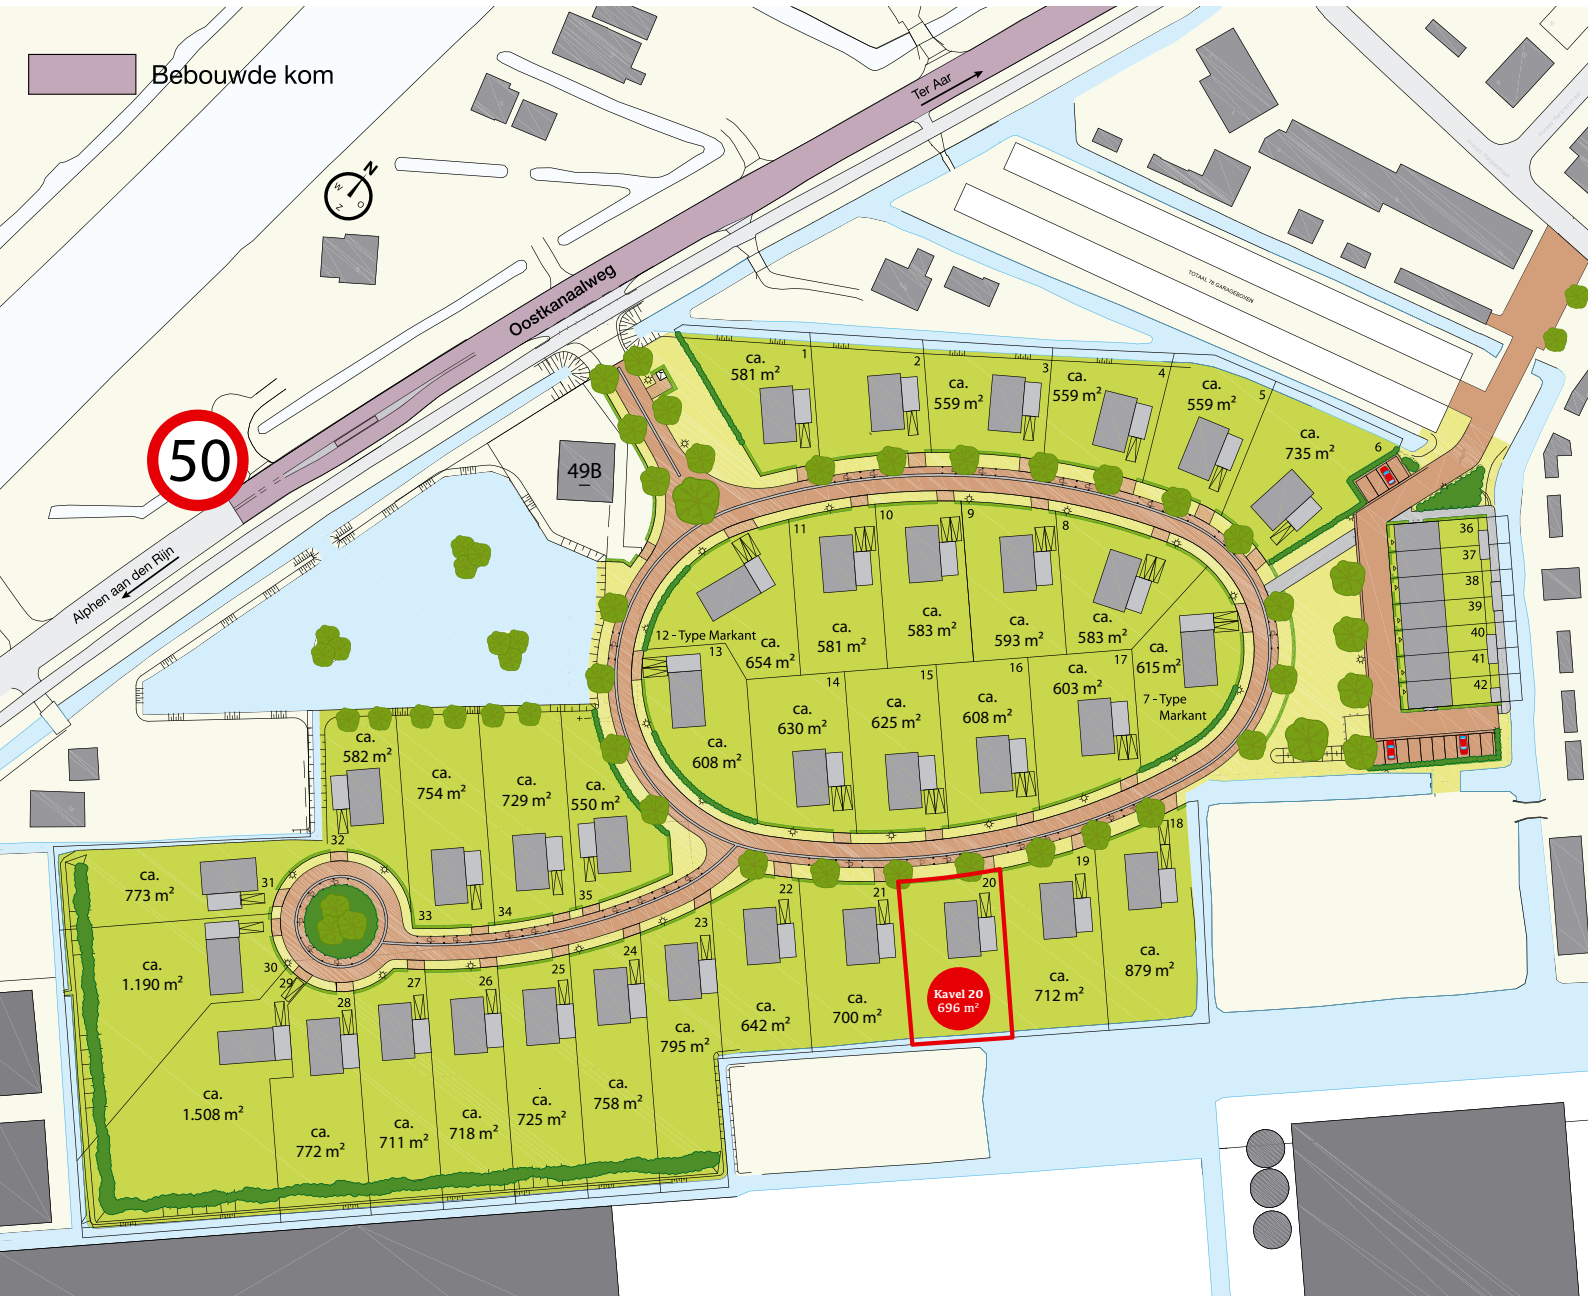 Bebouwde kom
Ter Aar
N
W
O
Z
Oostkanaalweg
TOTAAL 78 GARAGEBOXEN
50
Alphen aan den Rijn
49B
ca.
581 m²
1
2
ca.
559 m²
3
ca.
559 m²
4
ca.
559 m²
5
ca.
735 m²
6
11
10
9
8
12 - Type Markant
ca.
654 m²
ca.
581 m²
ca.
583 m²
ca.
593 m²
ca.
583 m²
ca.
615 m²
7 - Type
Markant
13
14
15
16
17
ca.
608 m²
ca.
630 m²
ca.
625 m²
ca.
608 m²
ca.
603 m²
36
37
38
39
40
41
42
ca.
582 m²
ca.
754 m²
ca.
729 m²
ca.
550 m²
32
31
33
34
35
ca.
773 m²
ca.
1.190 m²
30
29
28
27
26
25
24
23
22
21
20
19
18
ca.
1.508 m²
ca.
772 m²
ca.
711 m²
ca.
718 m²
ca.
725 m²
ca.
758 m²
ca.
795 m²
ca.
642 m²
ca.
700 m²
Kavel 20
696 m²
ca.
712 m²
ca.
879 m²